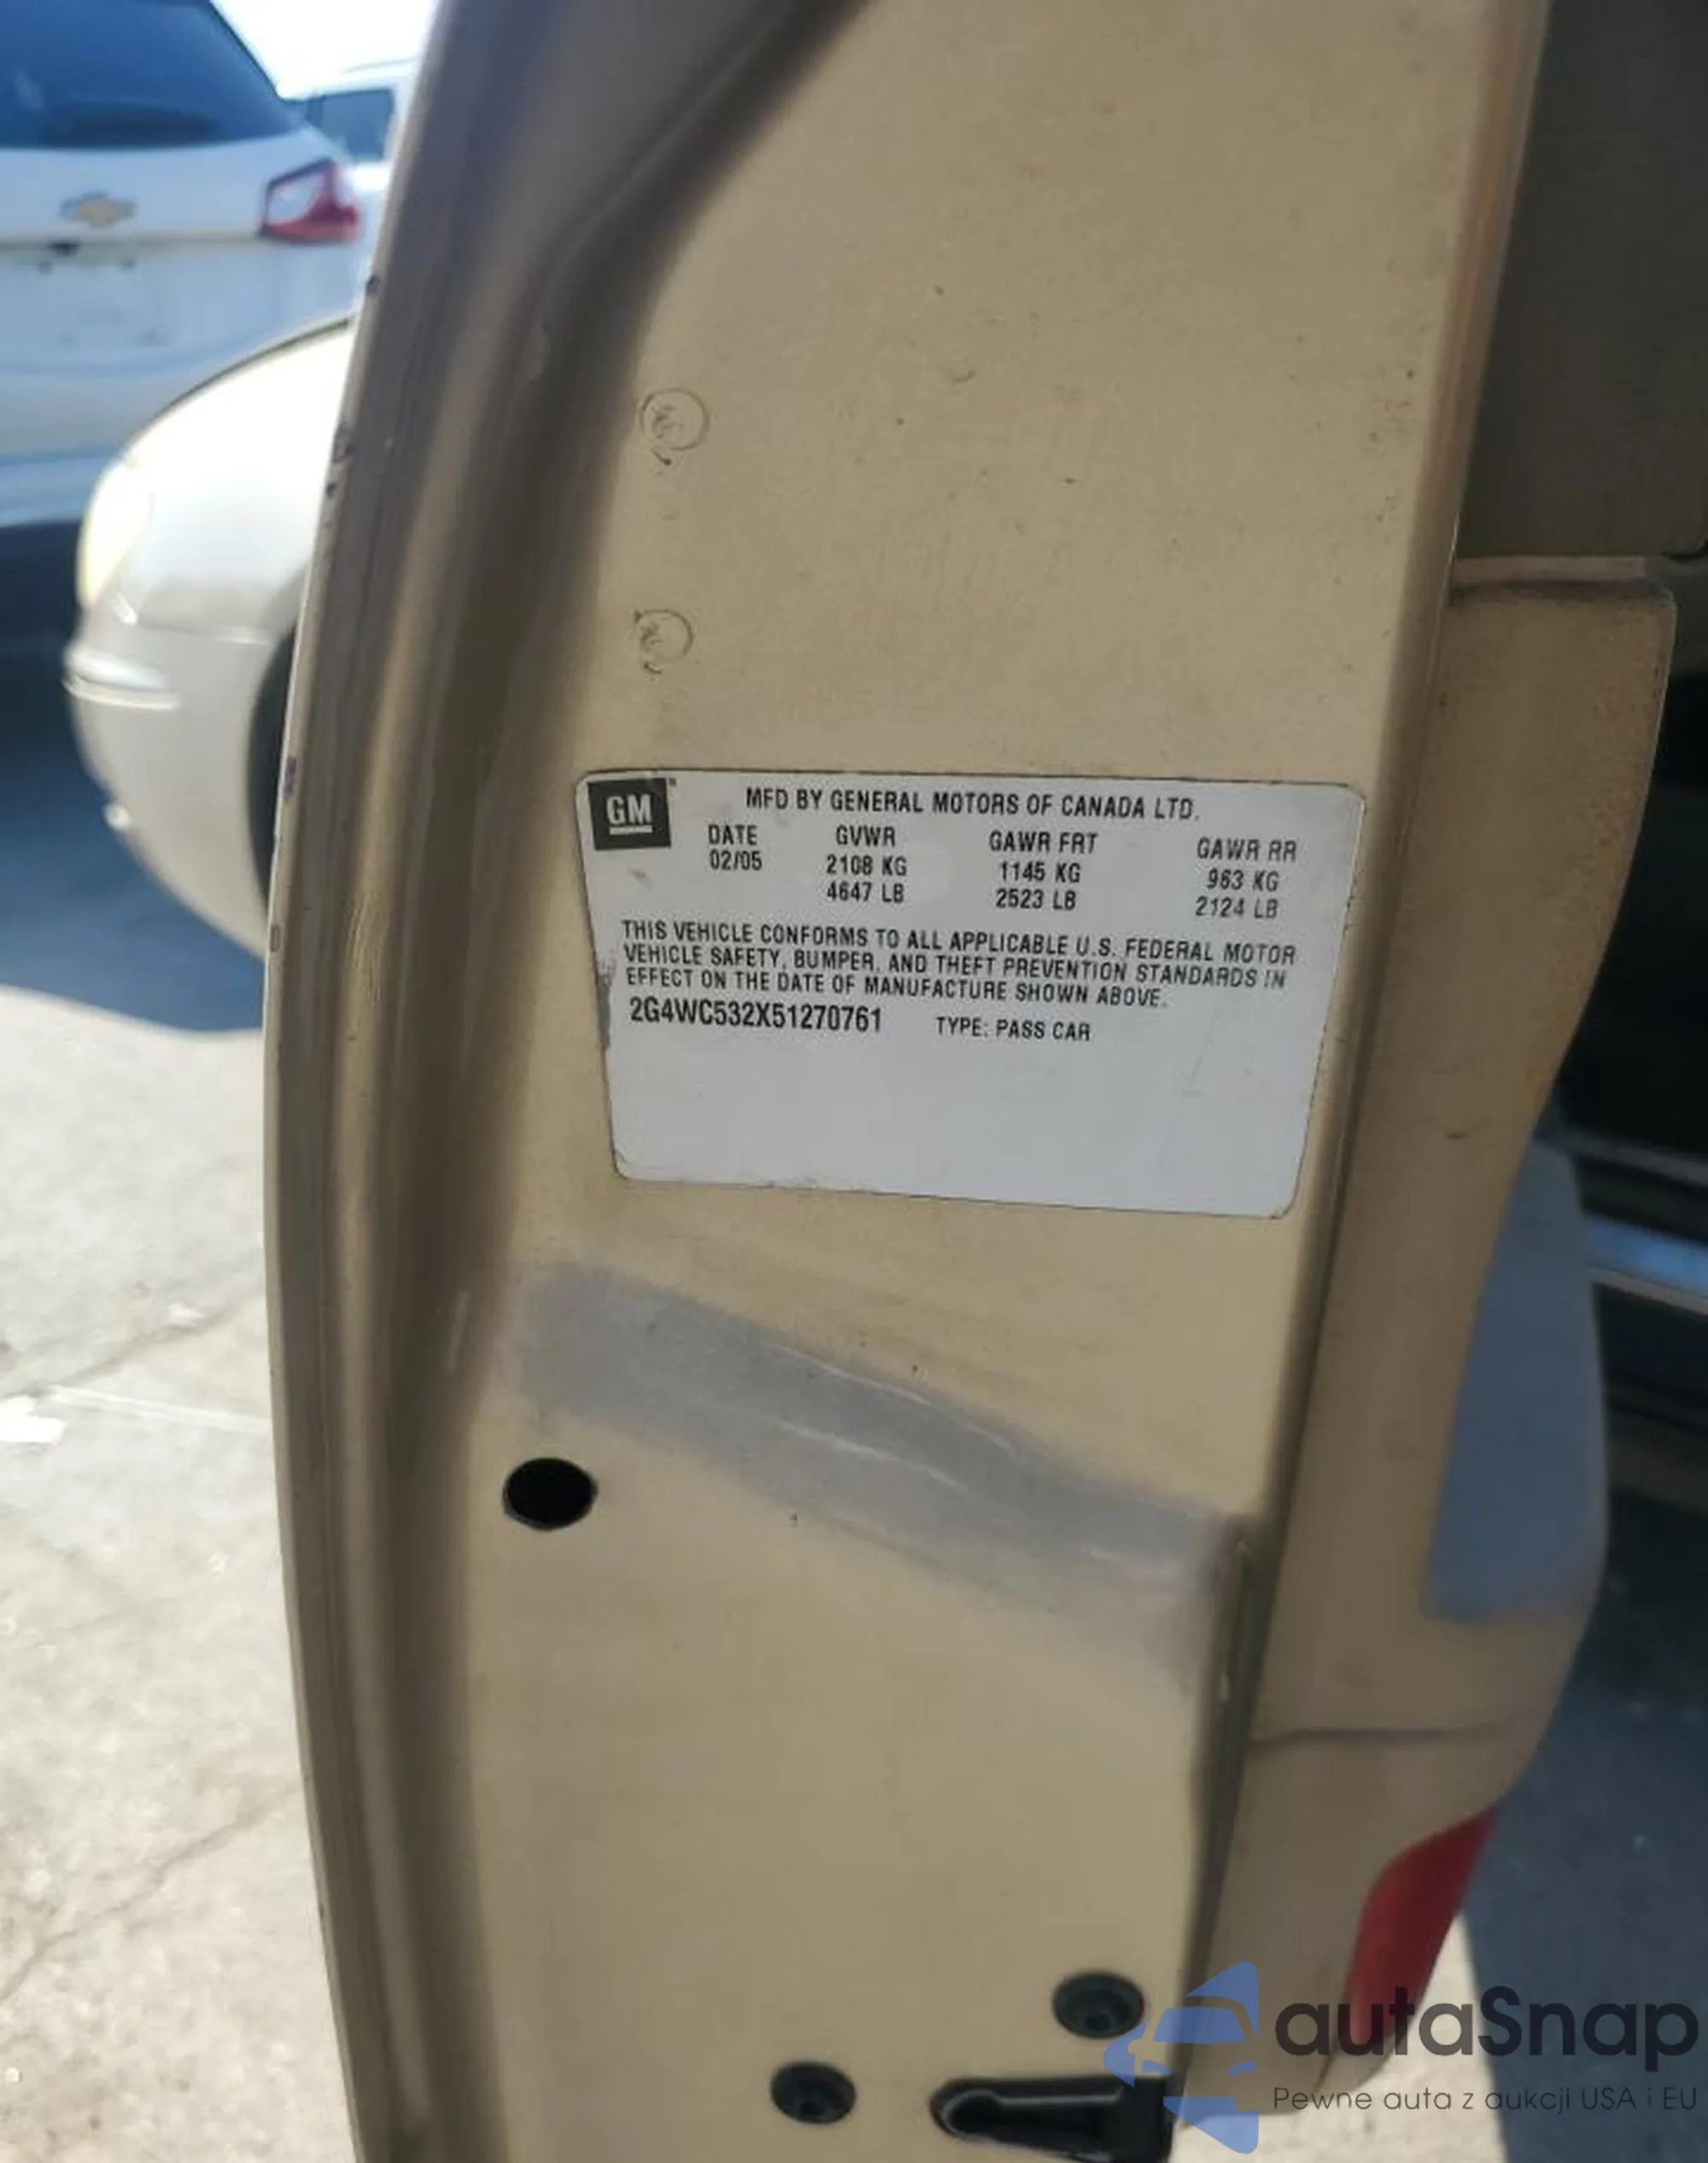 GM
MFD BY GENERAL MOTORS OF CANADA LTD.
DATE GVWR GAWR FRT GAWR RR
02/05 2108 KG 1145 KG 963 KG
4647 LB 2523 LB 2124 LB
THIS VEHICLE CONFORMS TO ALL APPLICABLE U.S. FEDERAL MOTOR
VEHICLE SAFETY, BUMPER, AND THEFT PREVENTION STANDARDS IN
EFFECT ON THE DATE OF MANUFACTURE SHOWN ABOVE.
2G4WC532X51270761 TYPE: PASS CAR
autaSnap
Pewne auta z aukcji USA i EU